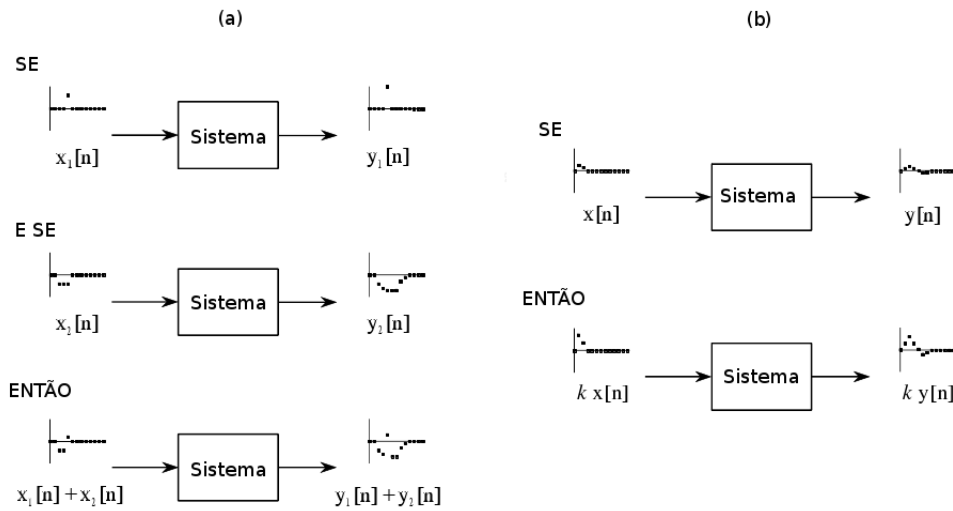 (a)
SE
Sistema
x₁[n]
y₁[n]
E SE
Sistema
x₂[n]
y₂[n]
ENTÃO
Sistema
x₁[n]+x₂[n]
y₁[n]+y₂[n]
(b)
SE
Sistema
x[n]
y[n]
ENTÃO
Sistema
k x[n]
k y[n]